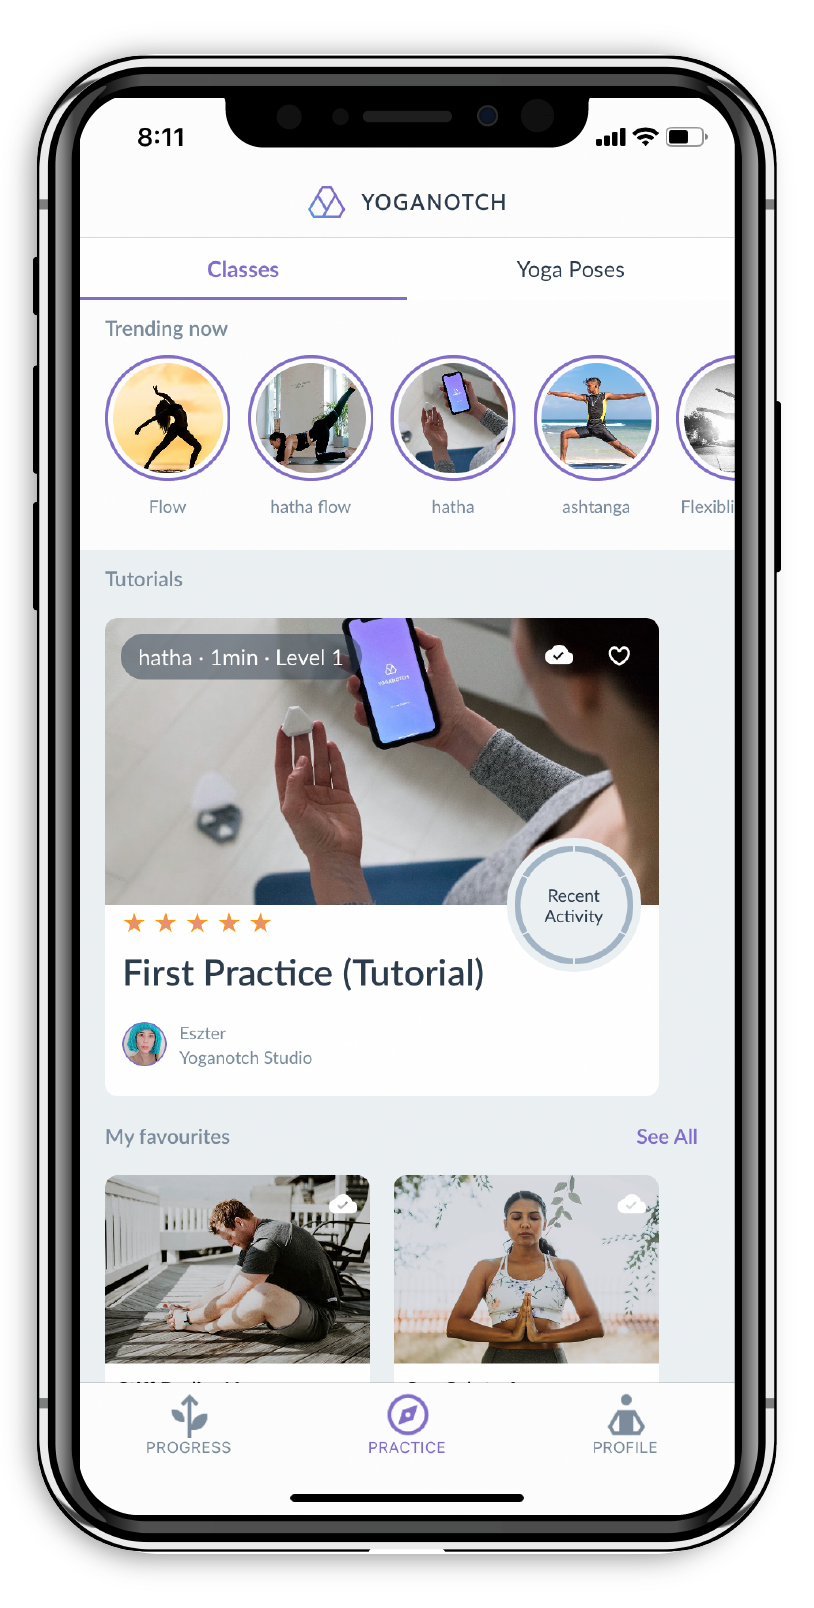 8:11
YOGANOTCH
Classes
Yoga Poses
Trending now
Flow
hatha flow
hatha
ashtanga
Flexibli
Tutorials
hatha · 1min · Level 1
YOGANOTCH
Recent
Activity
First Practice (Tutorial)
Eszter
Yoganotch Studio
My favourites
See All
PROGRESS
PRACTICE
PROFILE